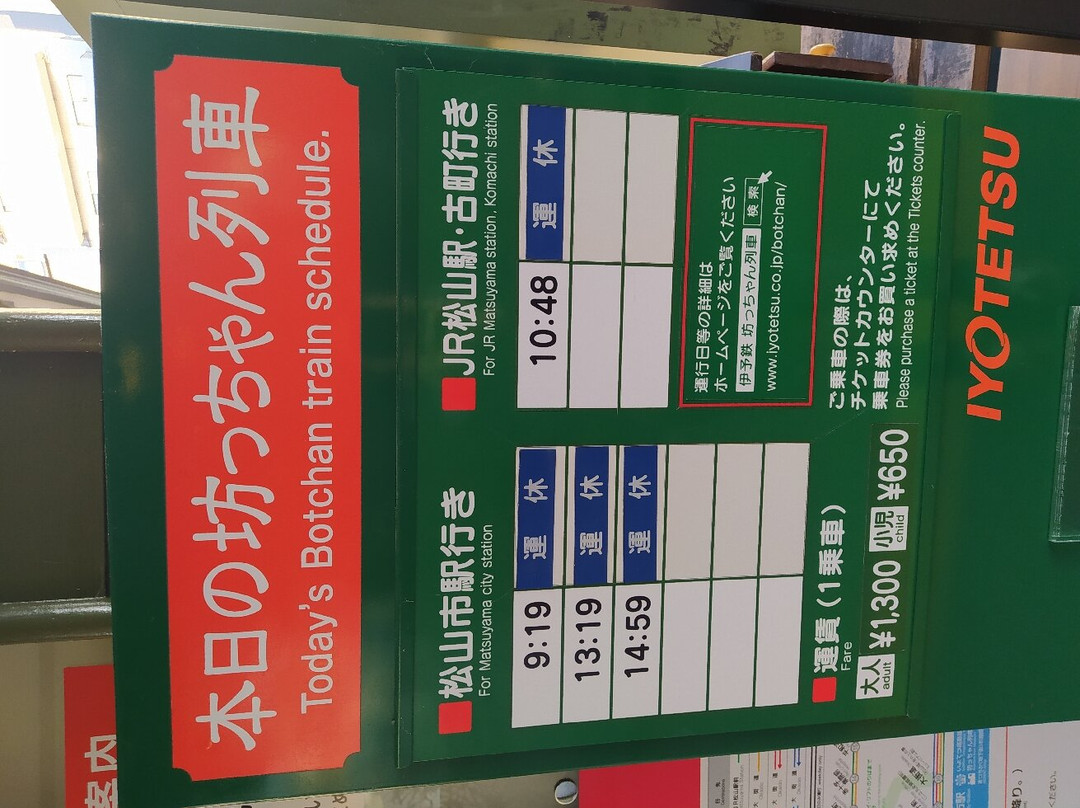 本日の坊っちゃん列車
Today's Botchan train schedule.
松山市駅行き
For Matsuyama city station
9:19 運休
13:19 運休
14:59 運休
JR松山駅・古町行き
For JR Matsuyama station, Komachi station
10:48 運休
運行日等の詳細は
ホームページをご覧ください
伊予鉄 坊っちゃん列車 検索
www.iyotetsu.co.jp/botchan/
運賃(1乗車)
Fare
大人 adult ¥1,300 小児 child ¥650
ご乗車の際は、
チケットカウンターにて
乗車券をお買い求めください。
Please purchase a ticket at the Tickets counter.
IYOTETSU
案内